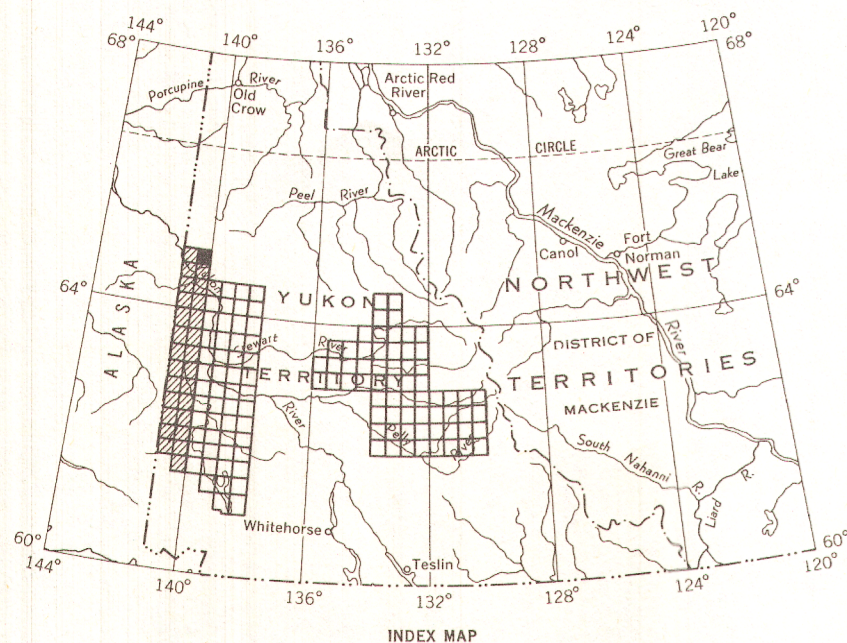 144°
140°
136°
132°
128°
124°
120°
68°
68°
Porcupine River
Old
Crow
Arctic Red
River
ARCTIC CIRCLE
Great Bear
Lake
Peel River
Mackenzie
Canol
Fort
Norman
NORTHWEST
64°
64°
ALASKA
YUKON
Stewart River
TERRITORY
DISTRICT OF
TERRITORIES
MACKENZIE
River
River
Pelly
River
South Nahanni R.
Liard R.
Whitehorse
Teslin
60°
60°
144°
140°
136°
132°
128°
124°
120°
INDEX MAP